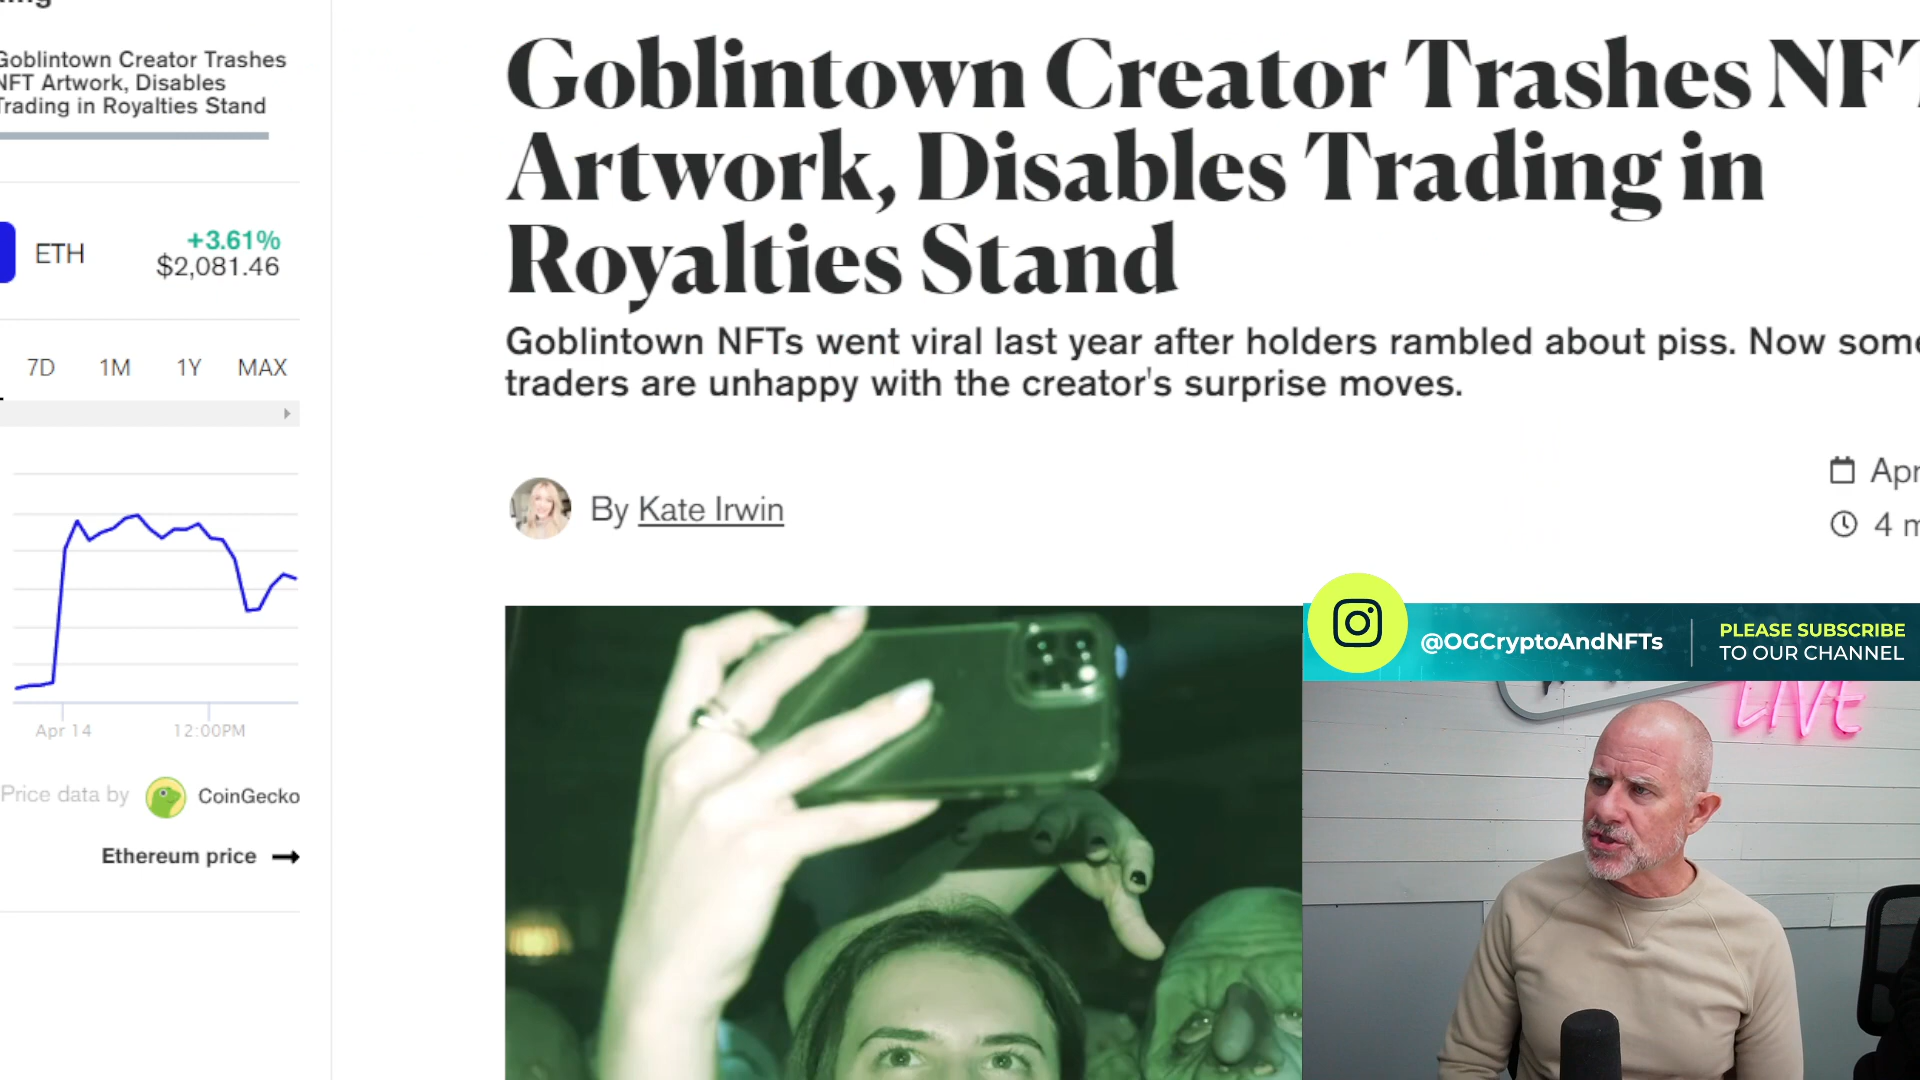 Goblintown Creator Trashes
NFT Artwork, Disables
Trading in Royalties Stand
ETH
+3.61%
$2,081.46
7D 1M 1Y MAX
Apr 14 12:00PM
Price data by CoinGecko
Ethereum price
Goblintown Creator Trashes NFT
Artwork, Disables Trading in
Royalties Stand
Goblintown NFTs went viral last year after holders rambled about piss. Now some
traders are unhappy with the creator's surprise moves.
By Kate Irwin
Apr
4 m
@OGCryptoAndNFTs
PLEASE SUBSCRIBE
TO OUR CHANNEL
LIVE